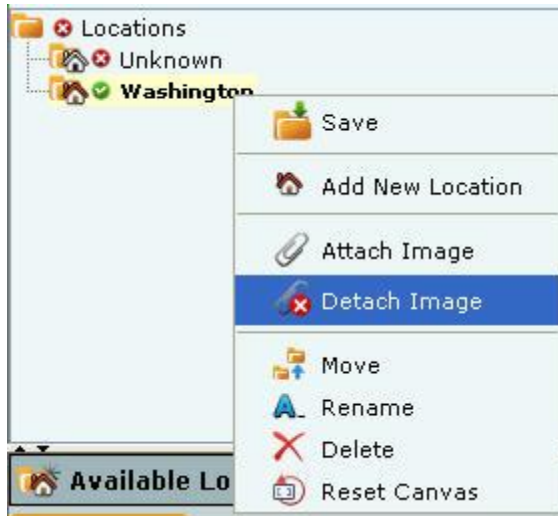 Locations
Unknown
Washington
Save
Add New Location
Attach Image
Detach Image
Move
Rename
Delete
Reset Canvas
Available Lo